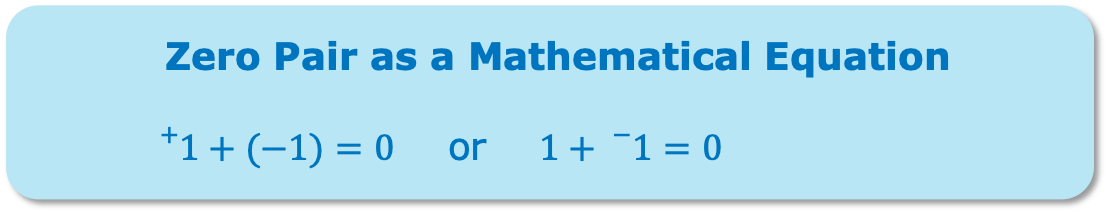 Zero Pair as a Mathematical Equation
⁺1 + (−1) = 0 or 1 + ⁻1 = 0